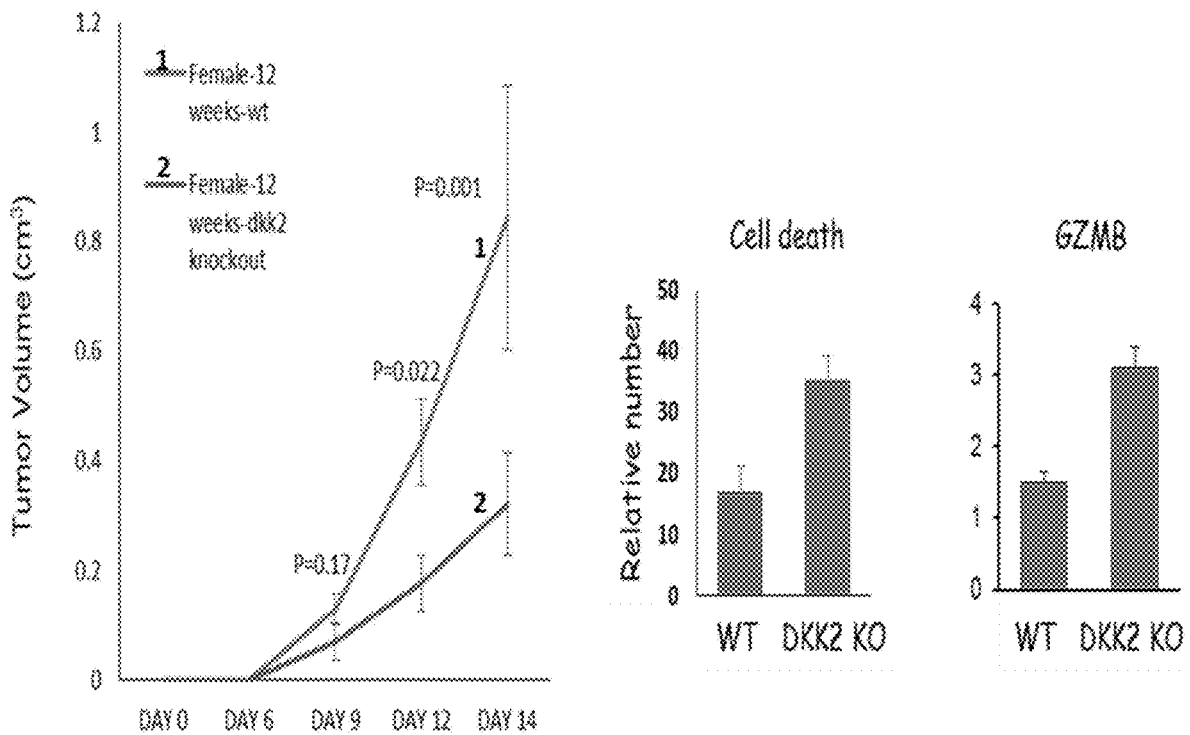 Tumor Volume (cm³)
1.2
1
0.8
0.6
0.4
0.2
0
1
Female-12
weeks-wt
2
Female-12
weeks-dkk2
knockout
P=0.001
1
P=0.022
2
P=0.17
DAY 0
DAY 6
DAY 9
DAY 12
DAY 14
Cell death
Relative number
50
40
30
20
10
0
WT
DKK2 KO
GZMB
4
3
2
1
0
WT
DKK2 KO